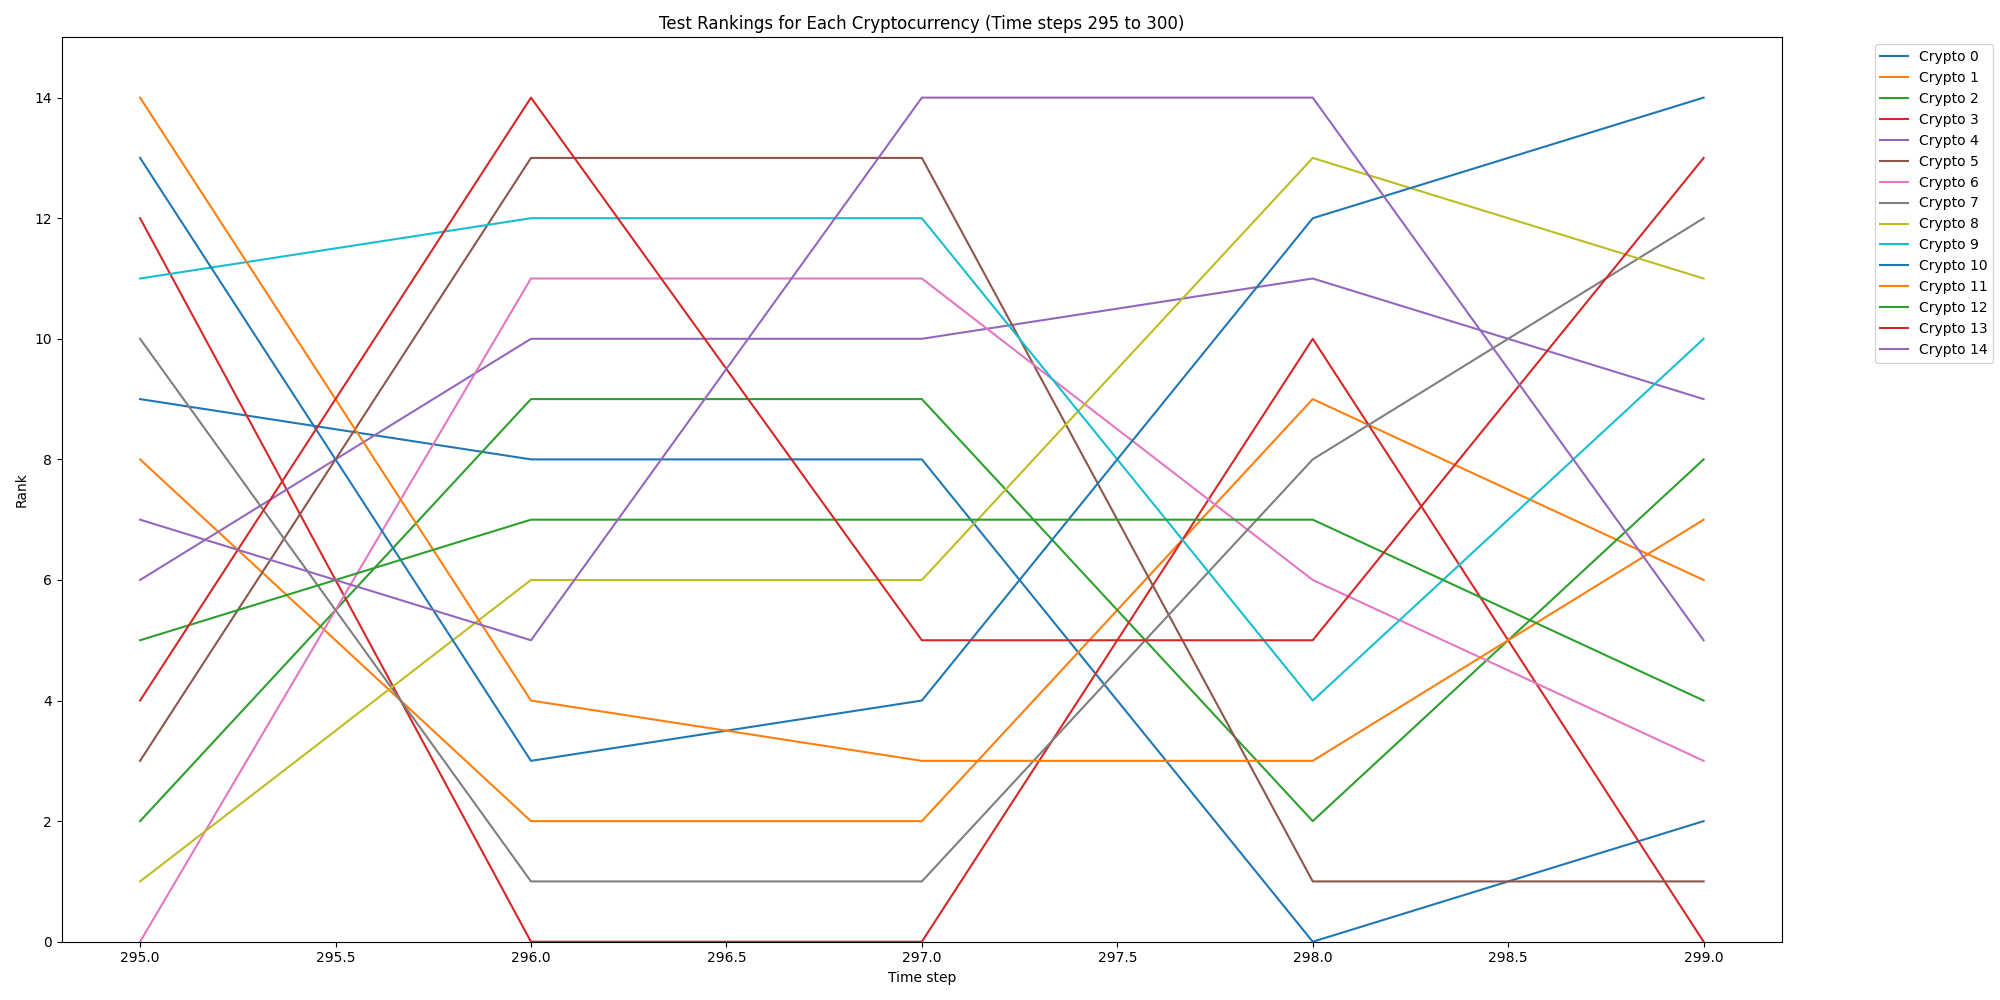 Test Rankings for Each Cryptocurrency (Time steps 295 to 300)
Rank
14
12
10
8
6
4
2
0
295.0 295.5 296.0 296.5 297.0 297.5 298.0 298.5 299.0
Time step
Crypto 0
Crypto 1
Crypto 2
Crypto 3
Crypto 4
Crypto 5
Crypto 6
Crypto 7
Crypto 8
Crypto 9
Crypto 10
Crypto 11
Crypto 12
Crypto 13
Crypto 14